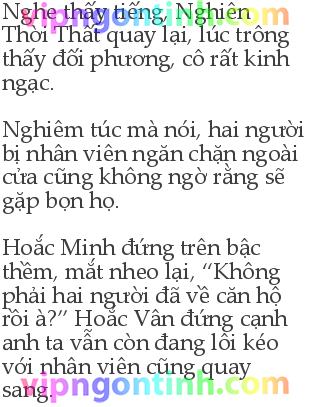 Nghe thấy tiếng, Nghiên
Thời Thất quay lại, lúc trông
thấy đối phương, cô rất kinh
ngạc.
Nghiêm túc mà nói, hai người
bị nhân viên ngăn chặn ngoài
cửa cũng không ngờ rằng sẽ
gặp bọn họ.
Hoắc Minh đứng trên bậc
thềm, mắt nheo lại, “Không
phải hai người đã về căn hộ
rồi à?” Hoắc Vân đứng cạnh
anh ta vẫn còn đang lôi kéo
với nhân viên cũng quay
sang.
vipngontinh.com
vipngontinh.com